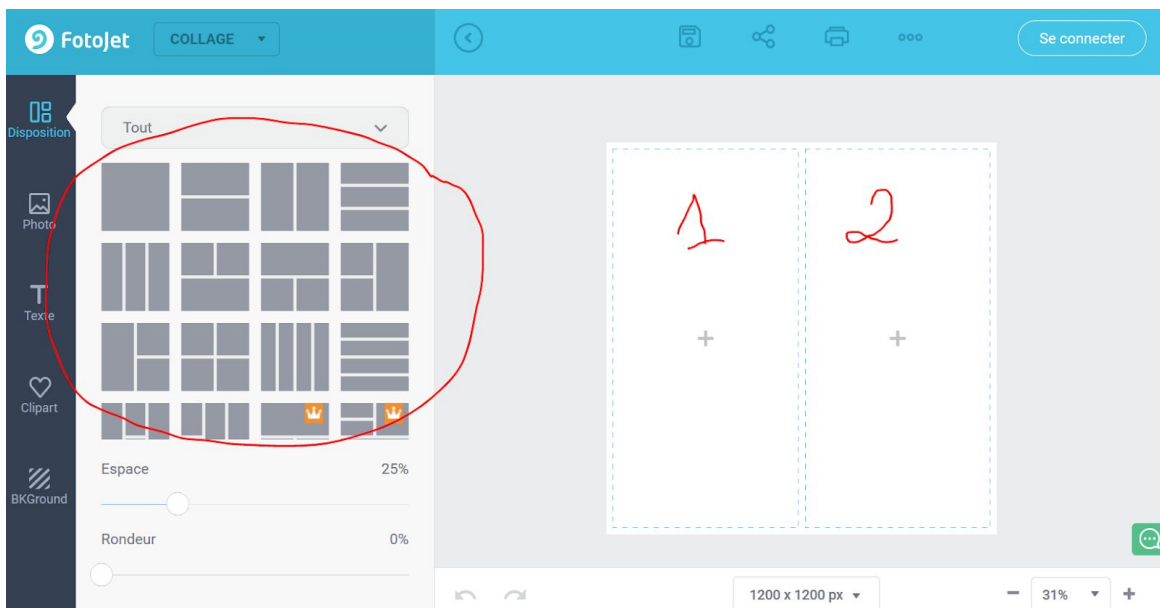 FotoJet
COLLAGE
Se connecter
Disposition
Tout
1 2
Photo
Texte
Clipart
Espace 25%
BKGround
Rondeur 0%
1200 x 1200 px
31%